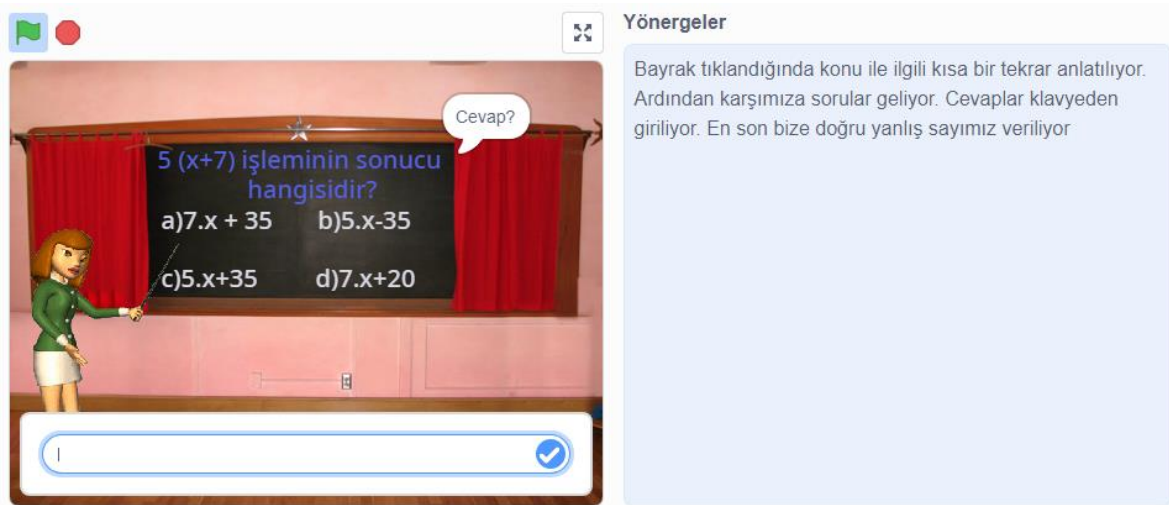 Yönergeler
Bayrak tıklandığında konu ile ilgili kısa bir tekrar anlatılıyor.
Ardından karşımıza sorular geliyor. Cevaplar klavyeden
giriliyor. En son bize doğru yanlış sayımız veriliyor
Cevap?
5 (x+7) işleminin sonucu
hangisidir?
a)7.x + 35 b)5.x-35
c)5.x+35 d)7.x+20